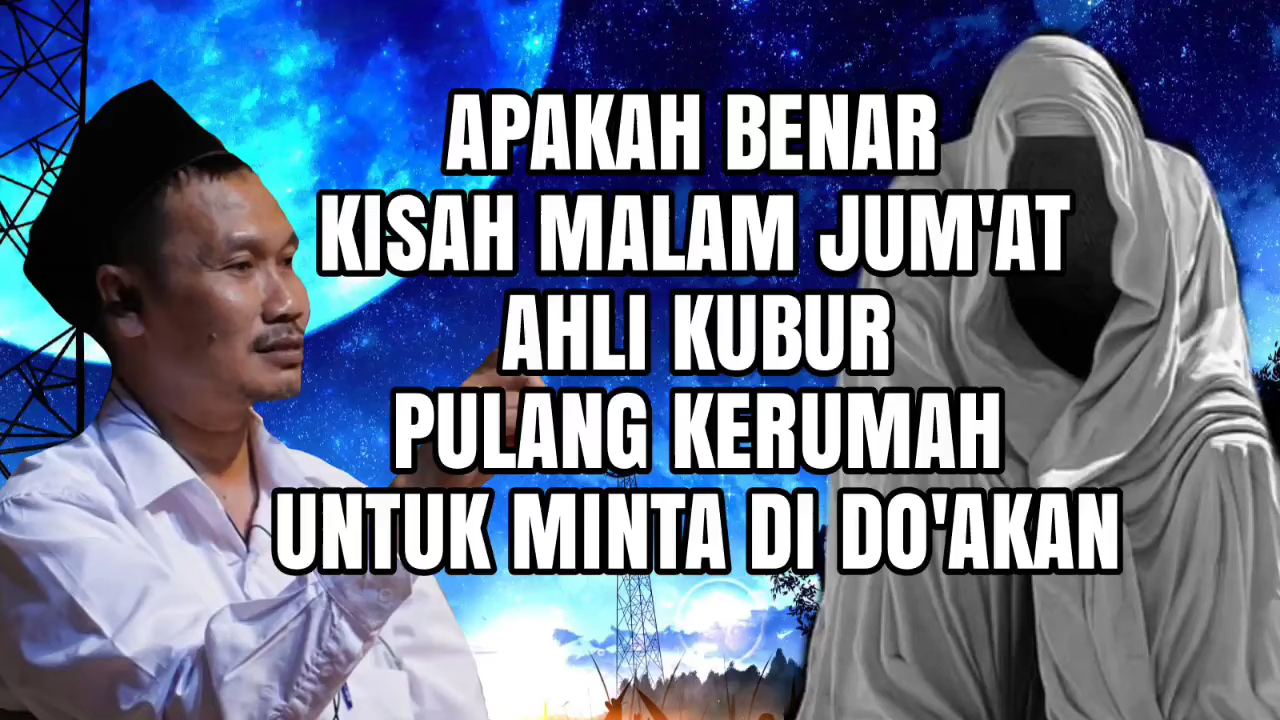 APAKAH BENAR
KISAH MALAM JUM'AT
AHLI KUBUR
PULANG KERUMAH
UNTUK MINTA DI DO'AKAN